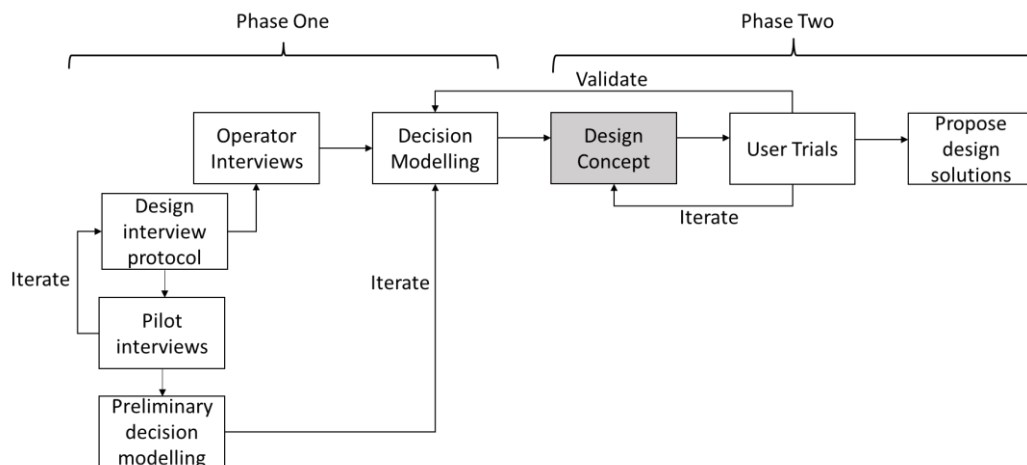 Phase One
Phase Two
Validate
Operator
Interviews
Decision
Modelling
Design
Concept
User Trials
Propose
design
solutions
Iterate
Design
interview
protocol
Iterate
Iterate
Pilot
interviews
Preliminary
decision
modelling